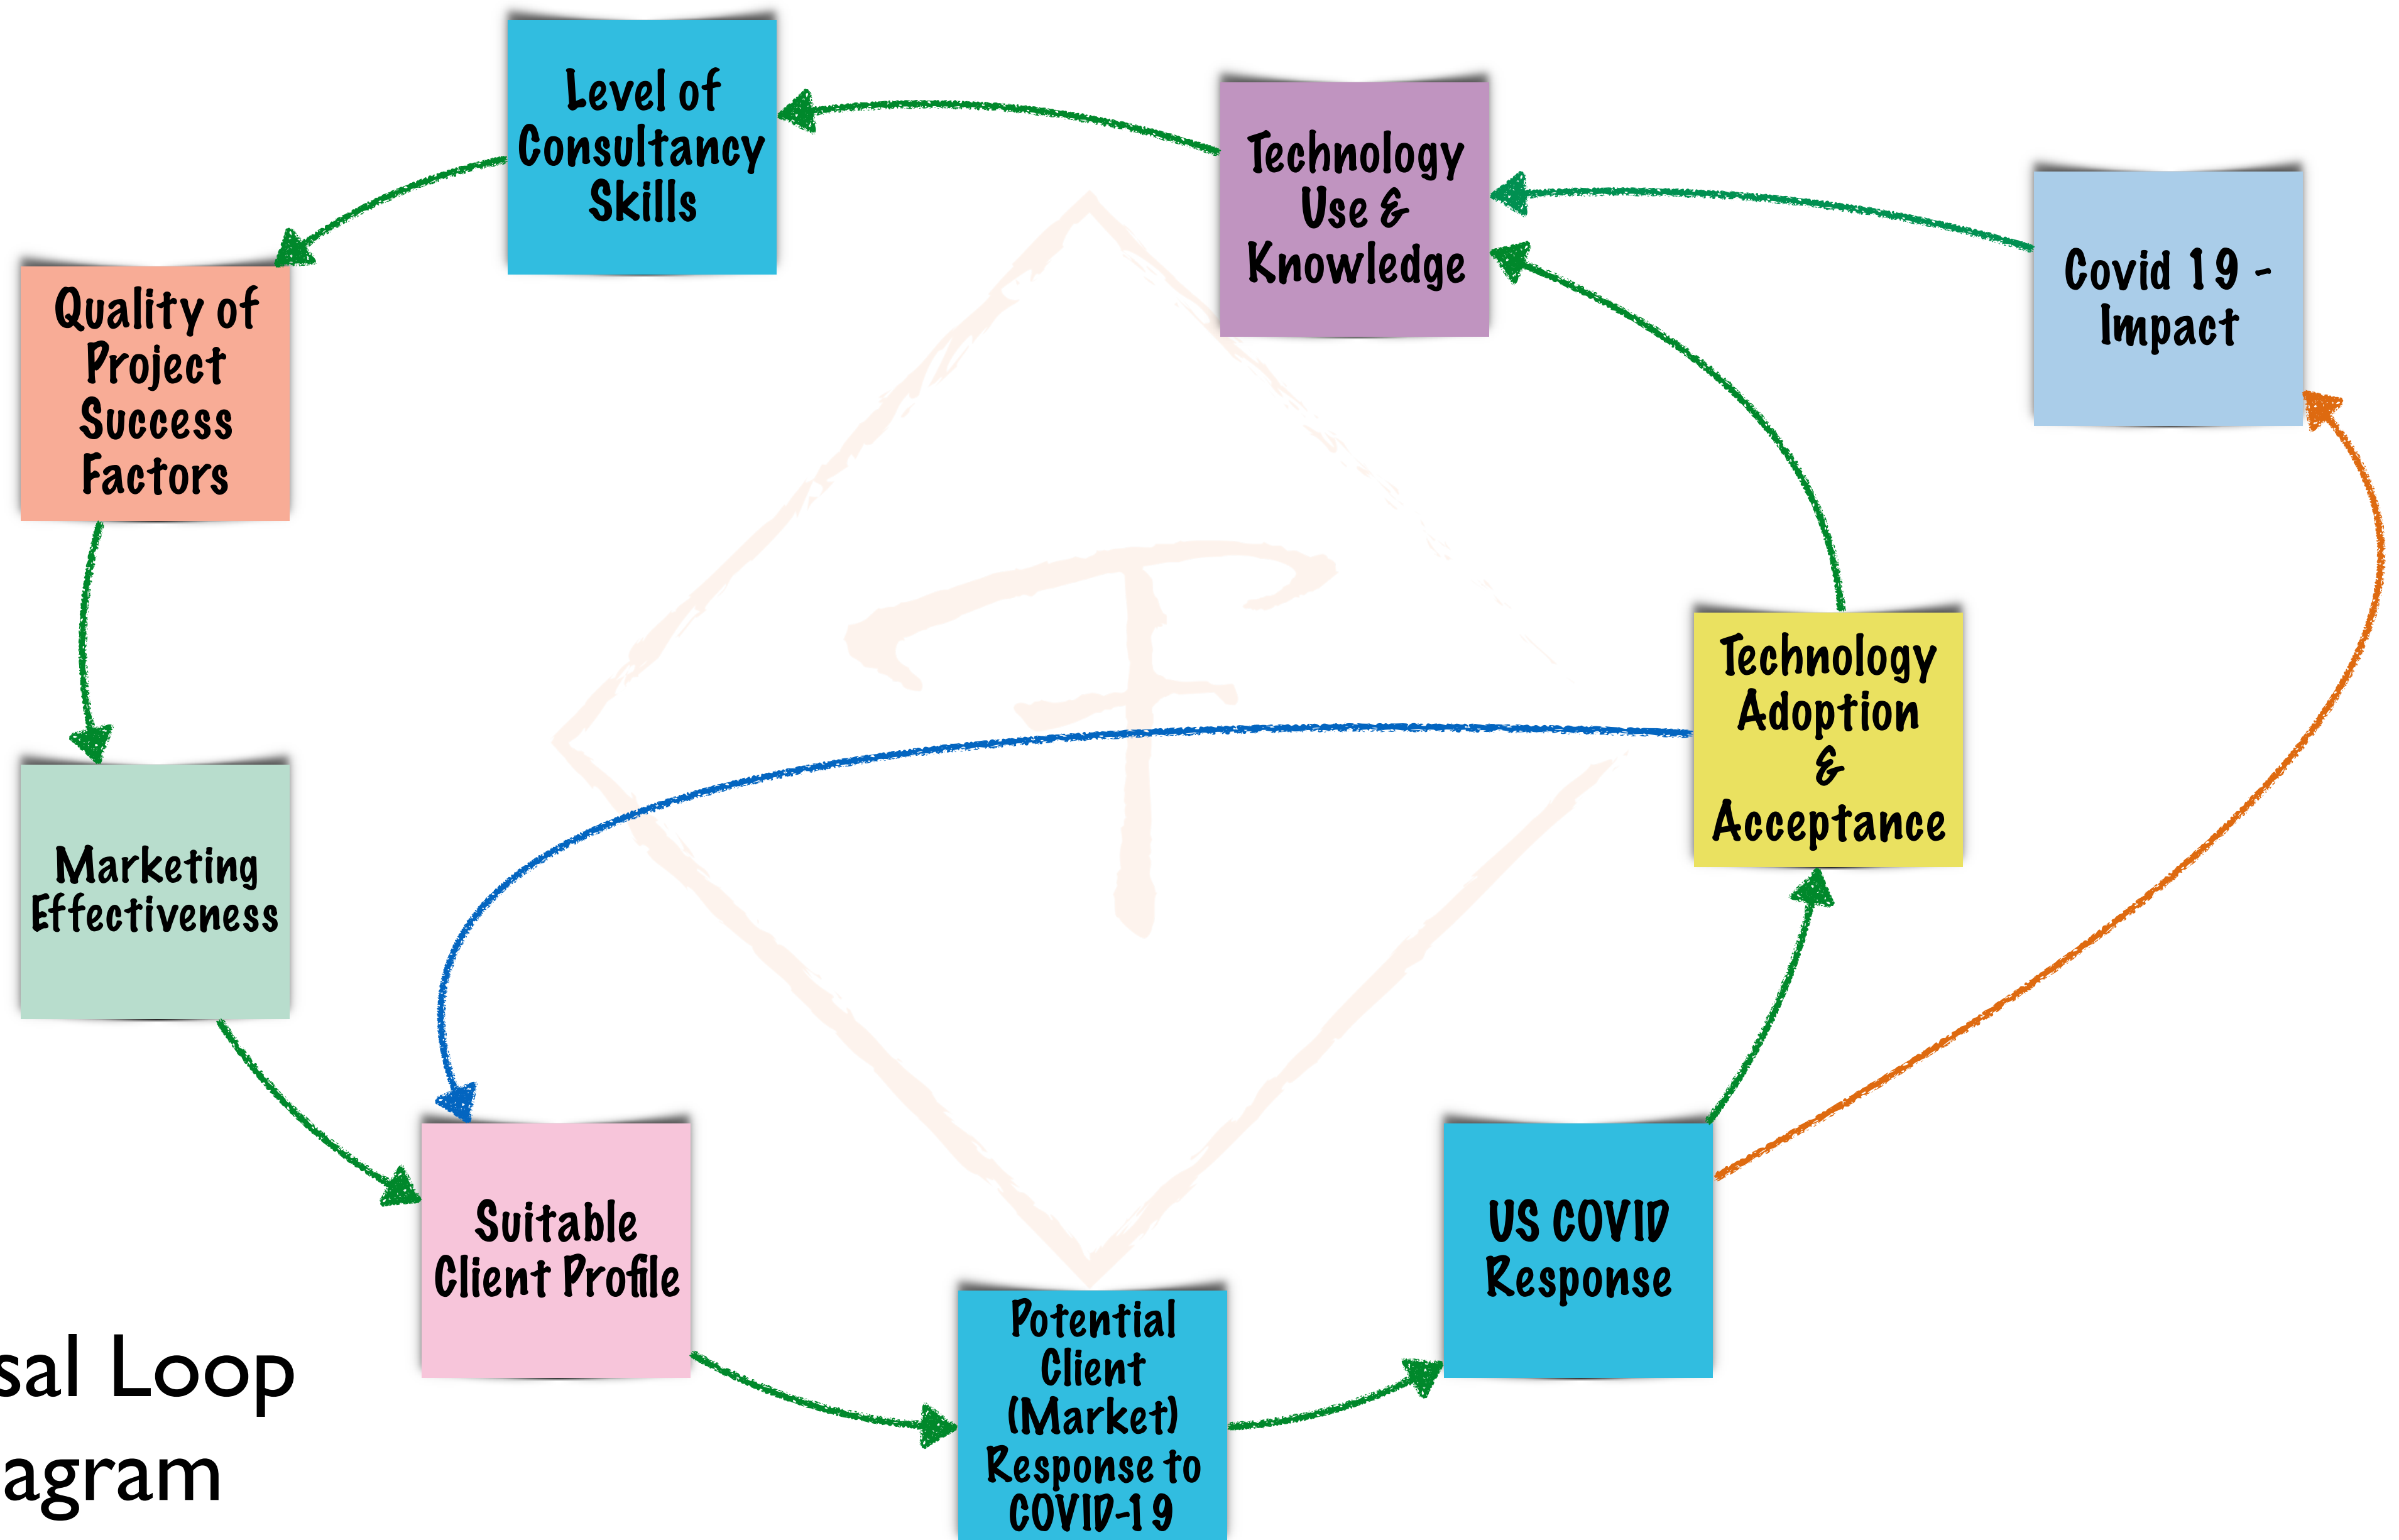 Level of
Consultancy
Skills
Technology
Use &
Knowledge
Covid 19 -
Impact
Quality of
Project
Success
Factors
Technology
Adoption
&
Acceptance
Marketing
Effectiveness
Suitable
Client Profile
US COVID
Response
Potential
Client
(Market)
Response to
COVID-19
sal Loop
agram